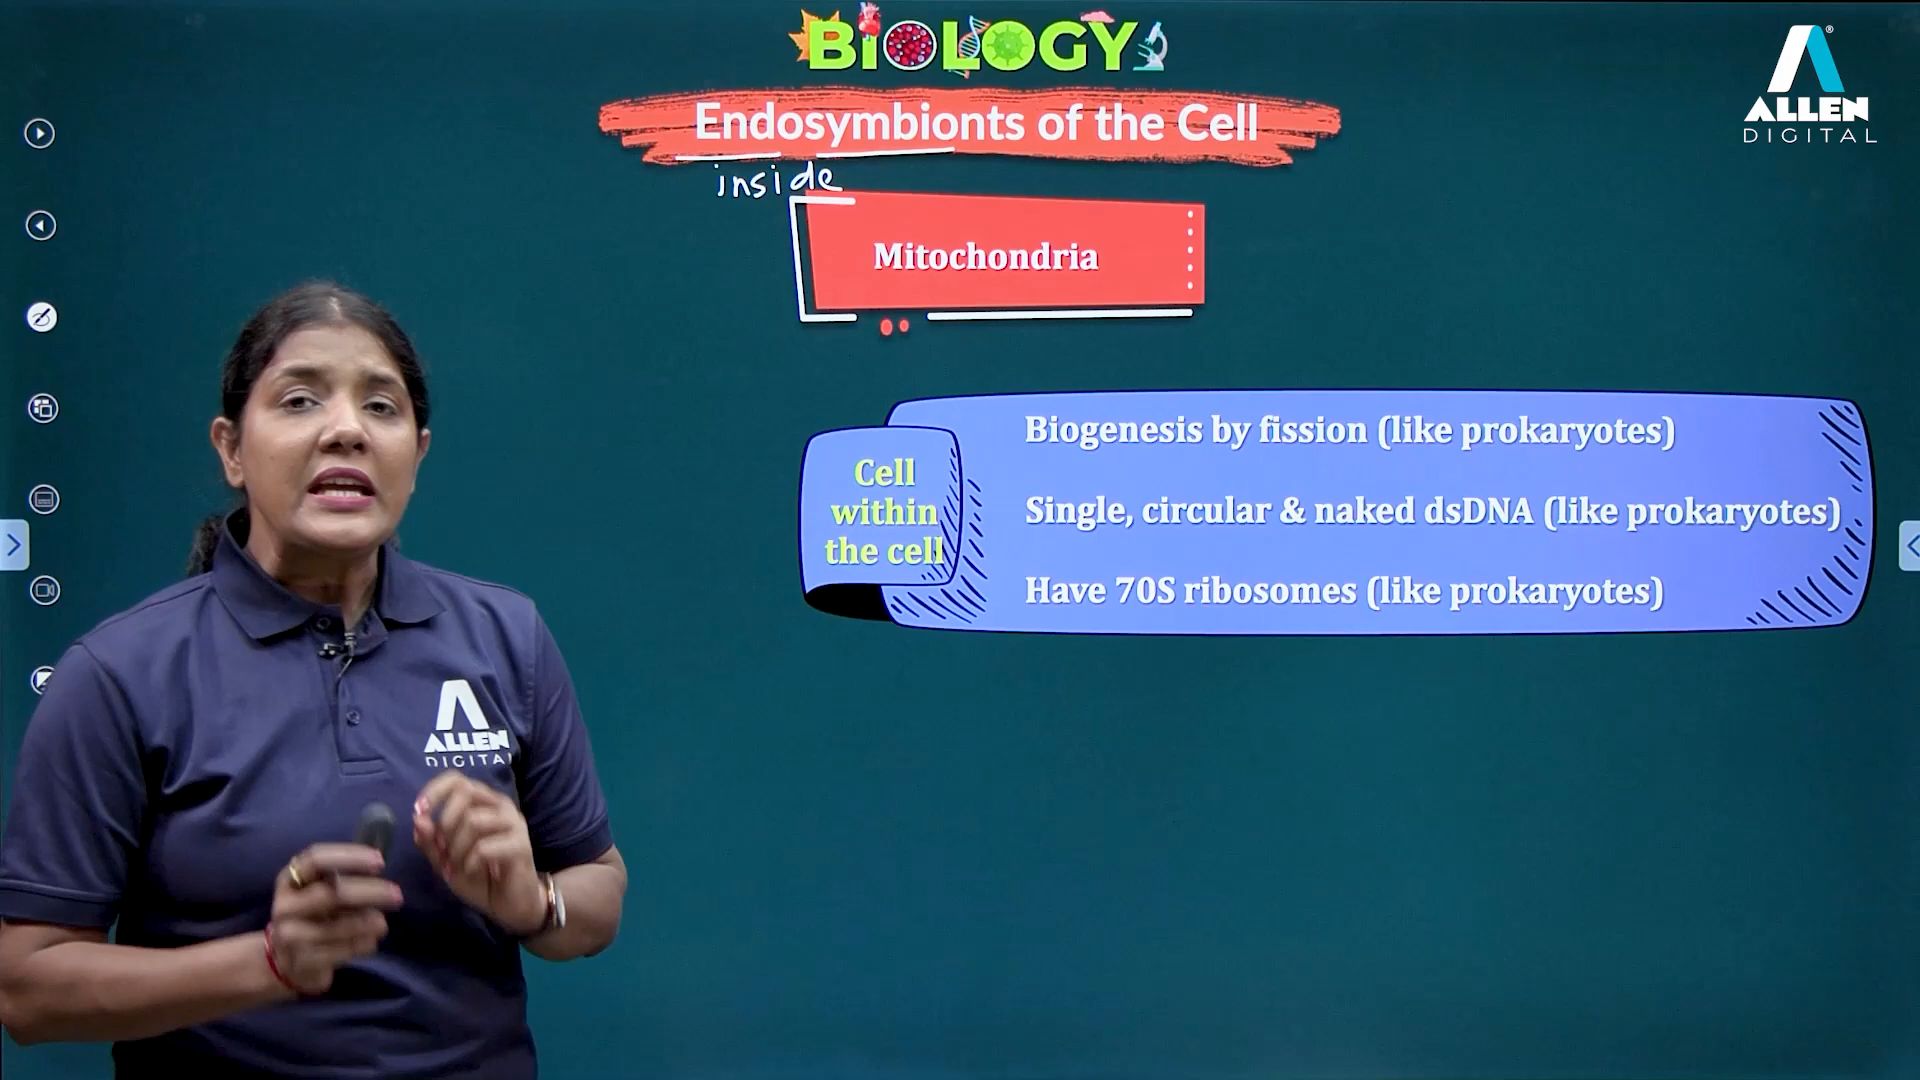 BIOLOGY
ALLEN
DIGITAL
Endosymbionts of the Cell
inside
Mitochondria
Biogenesis by fission (like prokaryotes)
Cell
within
the cell
Single, circular & naked dsDNA (like prokaryotes)
Have 70S ribosomes (like prokaryotes)
ALLEN
DIGITAL